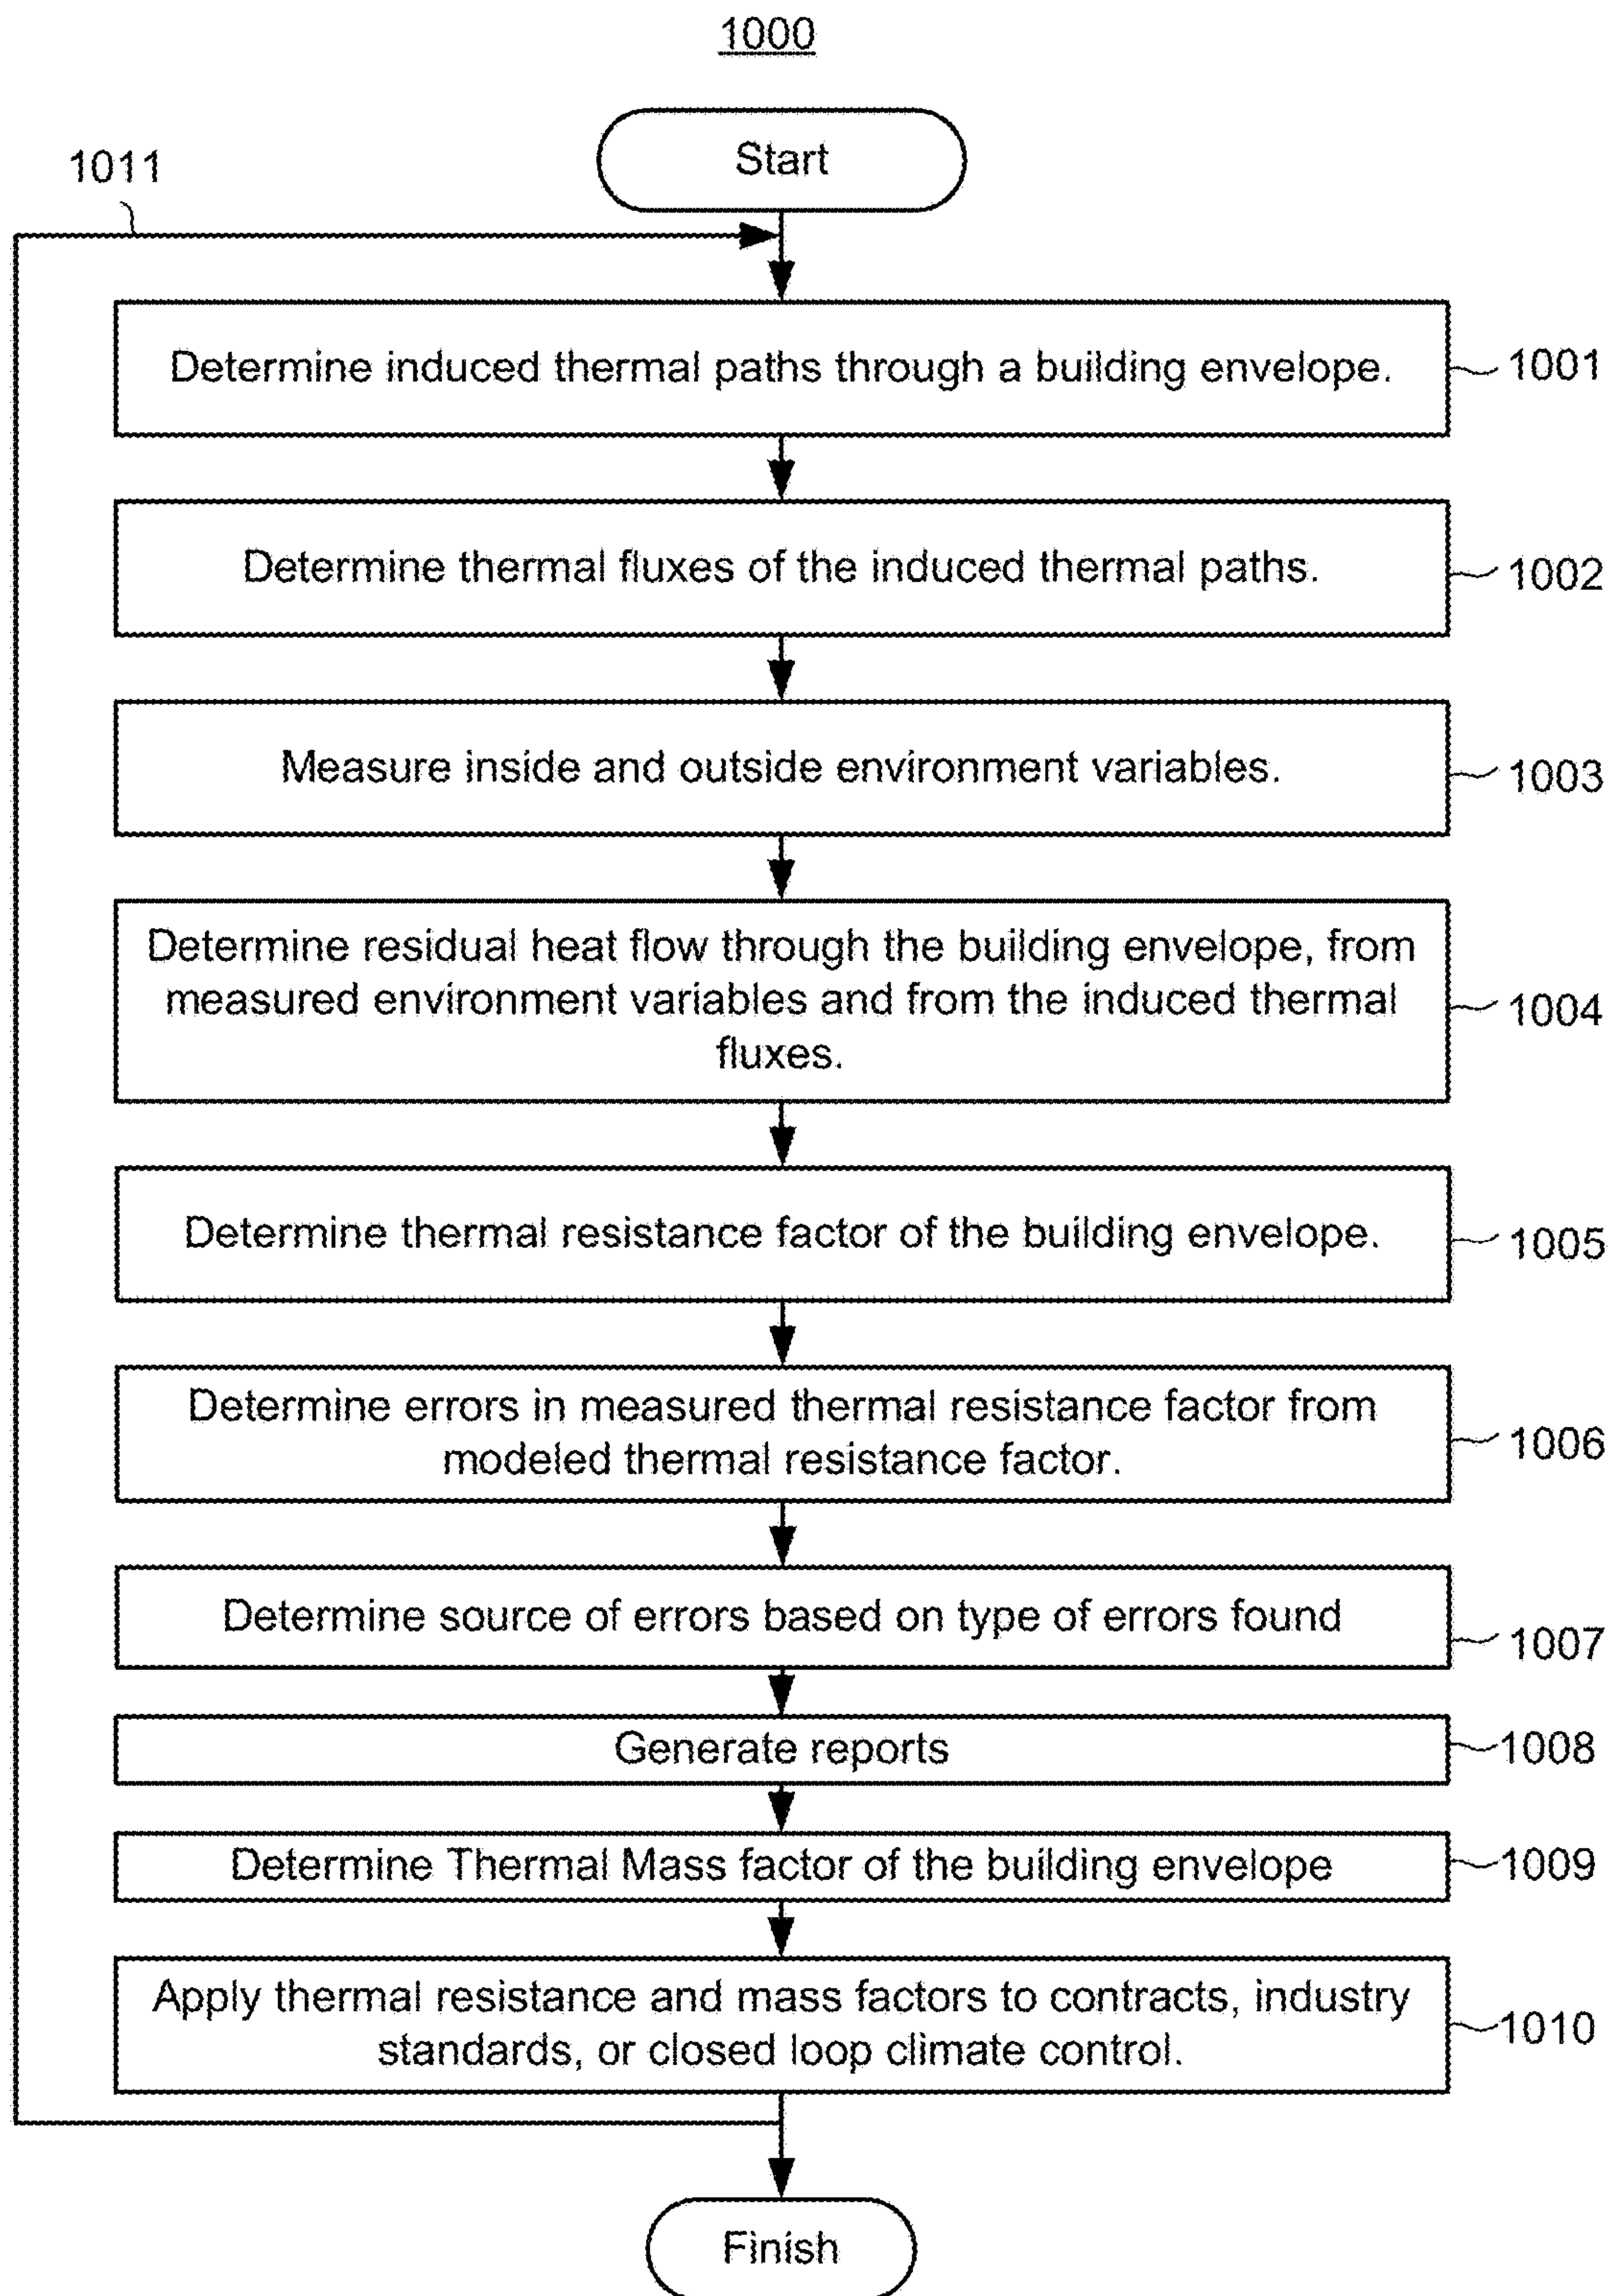 1000
Start
1011
Determine induced thermal paths through a building envelope.
1001
Determine thermal fluxes of the induced thermal paths.
1002
Measure inside and outside environment variables.
1003
Determine residual heat flow through the building envelope, from
measured environment variables and from the induced thermal
fluxes.
1004
Determine thermal resistance factor of the building envelope.
1005
Determine errors in measured thermal resistance factor from
modeled thermal resistance factor.
1006
Determine source of errors based on type of errors found
1007
Generate reports
1008
Determine Thermal Mass factor of the building envelope
1009
Apply thermal resistance and mass factors to contracts, industry
standards, or closed loop climate control.
1010
Finish